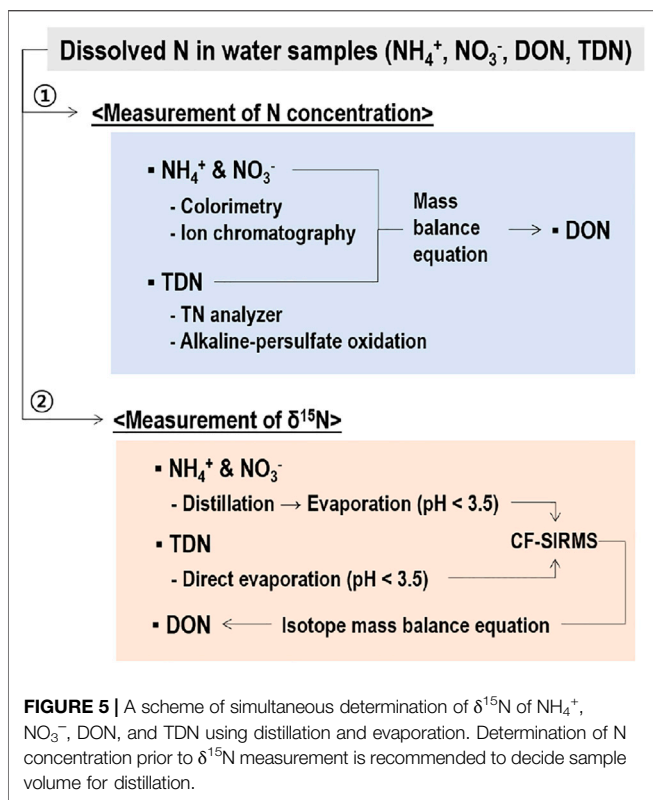 Dissolved N in water samples (NH₄⁺, NO₃⁻, DON, TDN)
①
<Measurement of N concentration>
▪ NH₄⁺ & NO₃⁻
- Colorimetry
- Ion chromatography
Mass
balance
equation
▪ DON
▪ TDN
- TN analyzer
- Alkaline-persulfate oxidation
②
<Measurement of δ¹⁵N>
▪ NH₄⁺ & NO₃⁻
- Distillation → Evaporation (pH < 3.5)
▪ TDN
CF-SIRMS
- Direct evaporation (pH < 3.5)
▪ DON ← Isotope mass balance equation
FIGURE 5 | A scheme of simultaneous determination of δ¹⁵N of NH₄⁺,
NO₃⁻, DON, and TDN using distillation and evaporation. Determination of N
concentration prior to δ¹⁵N measurement is recommended to decide sample
volume for distillation.